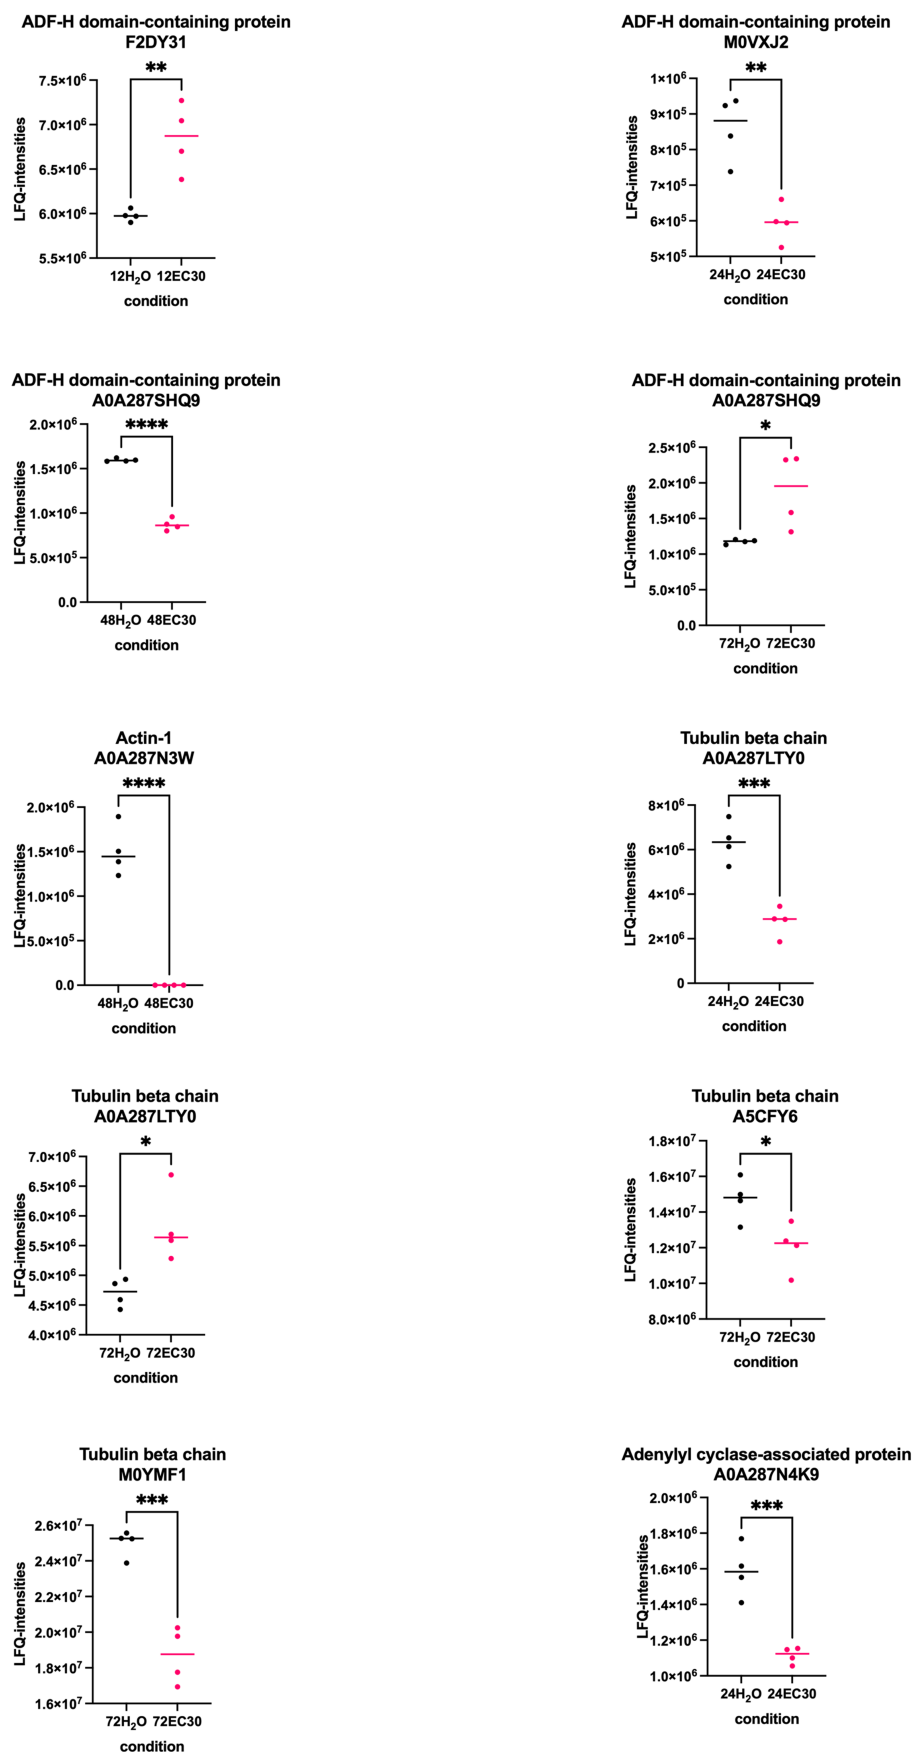 ADF-H domain-containing protein
F2DY31
**
7.5×10⁶
7.0×10⁶
6.5×10⁶
6.0×10⁶
5.5×10⁶
LFQ-intensities
12H₂O 12EC30
condition
ADF-H domain-containing protein
M0VXJ2
**
1×10⁶
9×10⁵
8×10⁵
7×10⁵
6×10⁵
5×10⁵
LFQ-intensities
24H₂O 24EC30
condition
ADF-H domain-containing protein
A0A287SHQ9
****
2.0×10⁶
1.5×10⁶
1.0×10⁶
5.0×10⁵
0.0
LFQ-intensities
48H₂O 48EC30
condition
ADF-H domain-containing protein
A0A287SHQ9
*
2.5×10⁶
2.0×10⁶
1.5×10⁶
1.0×10⁶
5.0×10⁵
0.0
LFQ-intensities
72H₂O 72EC30
condition
Actin-1
A0A287N3W
****
2.0×10⁶
1.5×10⁶
1.0×10⁶
5.0×10⁵
0.0
LFQ-intensities
48H₂O 48EC30
condition
Tubulin beta chain
A0A287LTY0
***
8×10⁶
6×10⁶
4×10⁶
2×10⁶
0
LFQ-intensities
24H₂O 24EC30
condition
Tubulin beta chain
A0A287LTY0
*
7.0×10⁶
6.5×10⁶
6.0×10⁶
5.5×10⁶
5.0×10⁶
4.5×10⁶
4.0×10⁶
LFQ-intensities
72H₂O 72EC30
condition
Tubulin beta chain
A5CFY6
*
1.8×10⁷
1.6×10⁷
1.4×10⁷
1.2×10⁷
1.0×10⁷
8.0×10⁶
LFQ-intensities
72H₂O 72EC30
condition
Tubulin beta chain
M0YMF1
***
2.6×10⁷
2.4×10⁷
2.2×10⁷
2.0×10⁷
1.8×10⁷
1.6×10⁷
LFQ-intensities
72H₂O 72EC30
condition
Adenylyl cyclase-associated protein
A0A287N4K9
***
2.0×10⁶
1.8×10⁶
1.6×10⁶
1.4×10⁶
1.2×10⁶
1.0×10⁶
LFQ-intensities
24H₂O 24EC30
condition